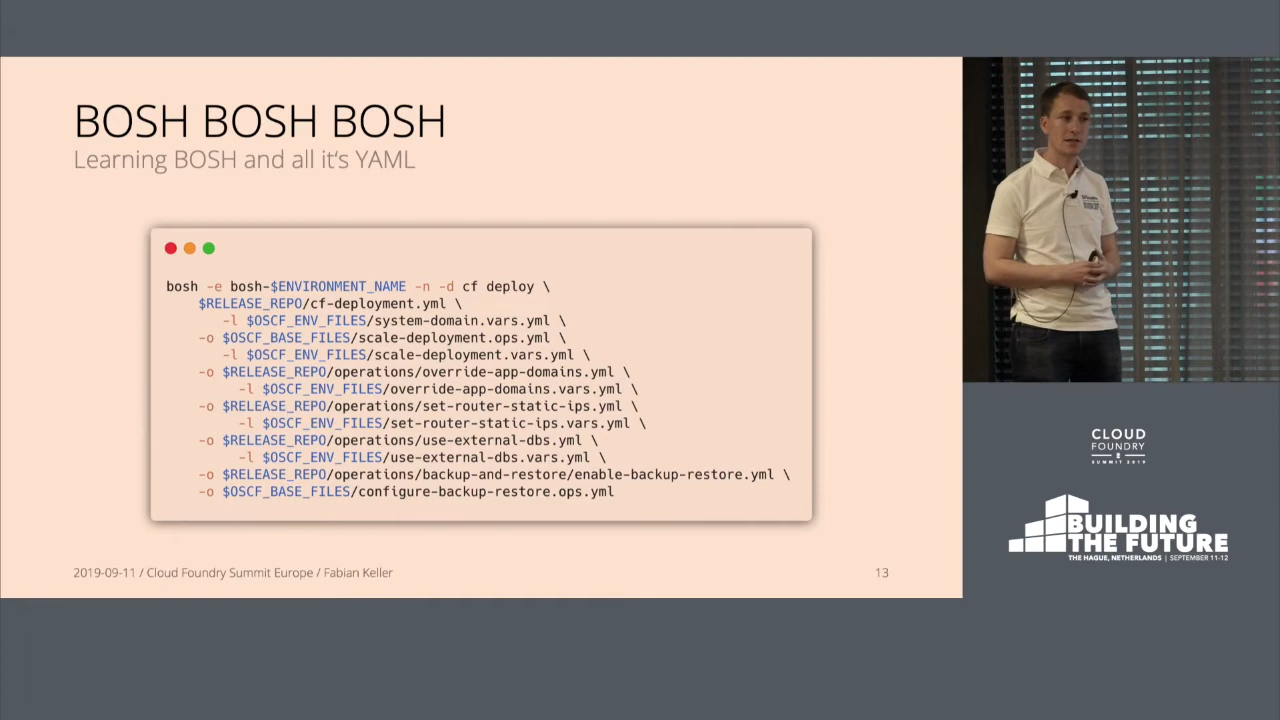 BOSH BOSH BOSH
Learning BOSH and all it's YAML
bosh -e bosh-$ENVIRONMENT_NAME -n -d cf deploy \
$RELEASE_REPO/cf-deployment.yml \
-l $OSCF_ENV_FILES/system-domain.vars.yml \
-o $OSCF_BASE_FILES/scale-deployment.ops.yml \
-l $OSCF_ENV_FILES/scale-deployment.vars.yml \
-o $RELEASE_REPO/operations/override-app-domains.yml \
-l $OSCF_ENV_FILES/override-app-domains.vars.yml \
-o $RELEASE_REPO/operations/set-router-static-ips.yml \
-l $OSCF_ENV_FILES/set-router-static-ips.vars.yml \
-o $RELEASE_REPO/operations/use-external-dbs.yml \
-l $OSCF_ENV_FILES/use-external-dbs.vars.yml \
-o $RELEASE_REPO/operations/backup-and-restore/enable-backup-restore.yml \
-o $OSCF_BASE_FILES/configure-backup-restore.ops.yml
2019-09-11 / Cloud Foundry Summit Europe / Fabian Keller
13
CLOUD
FOUNDRY
SUMMIT 2019
BUILDING
THE FUTURE
THE HAGUE, NETHERLANDS | SEPTEMBER 11-12